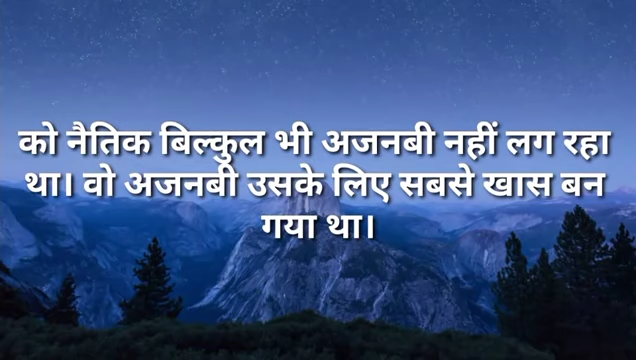 को नैतिक बिल्कुल भी अजनबी नहीं लग रहा
था। वो अजनबी उसके लिए सबसे खास बन
गया था।